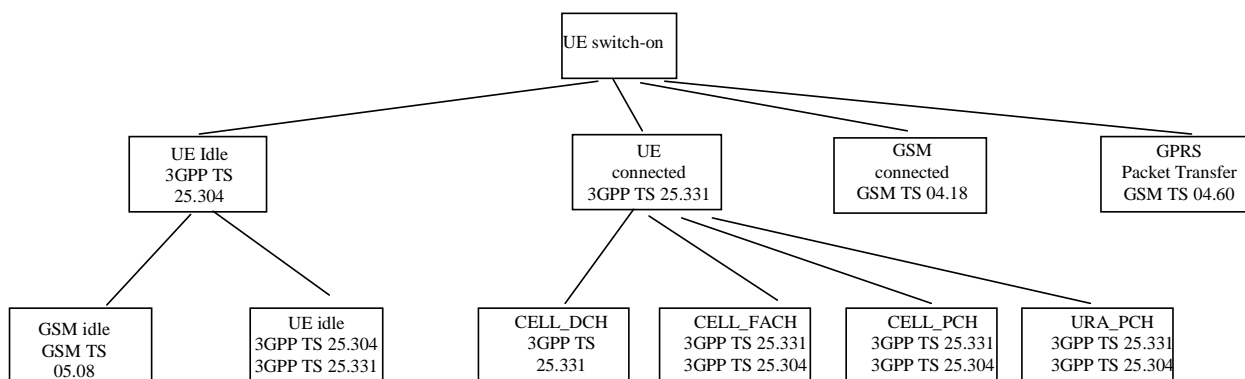 UE switch-on
UE Idle
3GPP TS
25.304
UE
connected
3GPP TS 25.331
GSM
connected
GSM TS 04.18
GPRS
Packet Transfer
GSM TS 04.60
GSM idle
GSM TS
05.08
UE idle
3GPP TS 25.304
3GPP TS 25.331
CELL_DCH
3GPP TS
25.331
CELL_FACH
3GPP TS 25.331
3GPP TS 25.304
CELL_PCH
3GPP TS 25.331
3GPP TS 25.304
URA_PCH
3GPP TS 25.331
3GPP TS 25.304